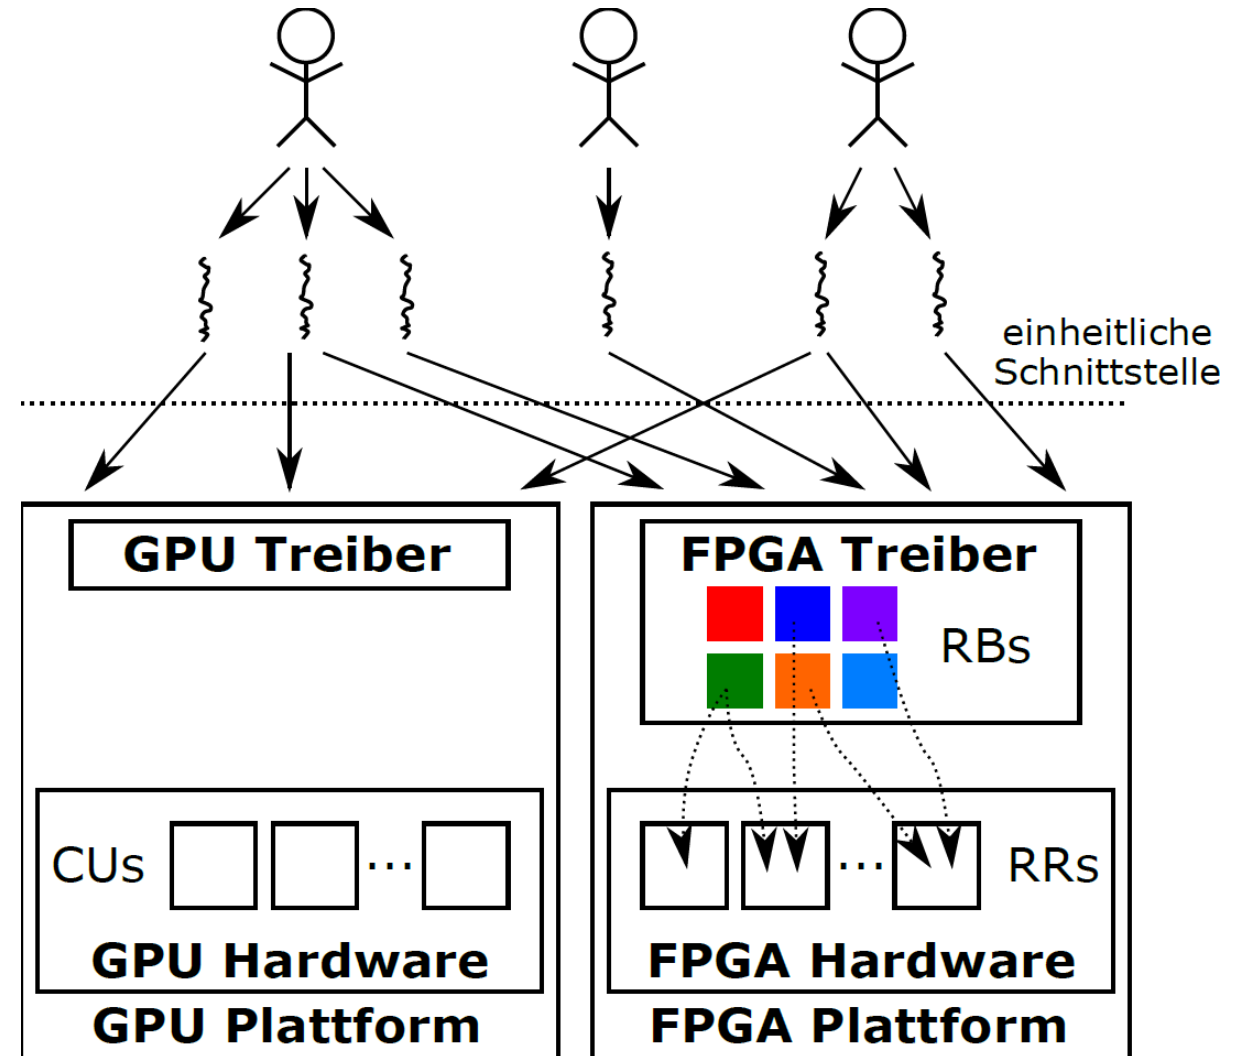 einheitliche
Schnittstelle
GPU Treiber
FPGA Treiber
RBs
CUs
...
...
RRs
GPU Hardware
FPGA Hardware
GPU Plattform
FPGA Plattform